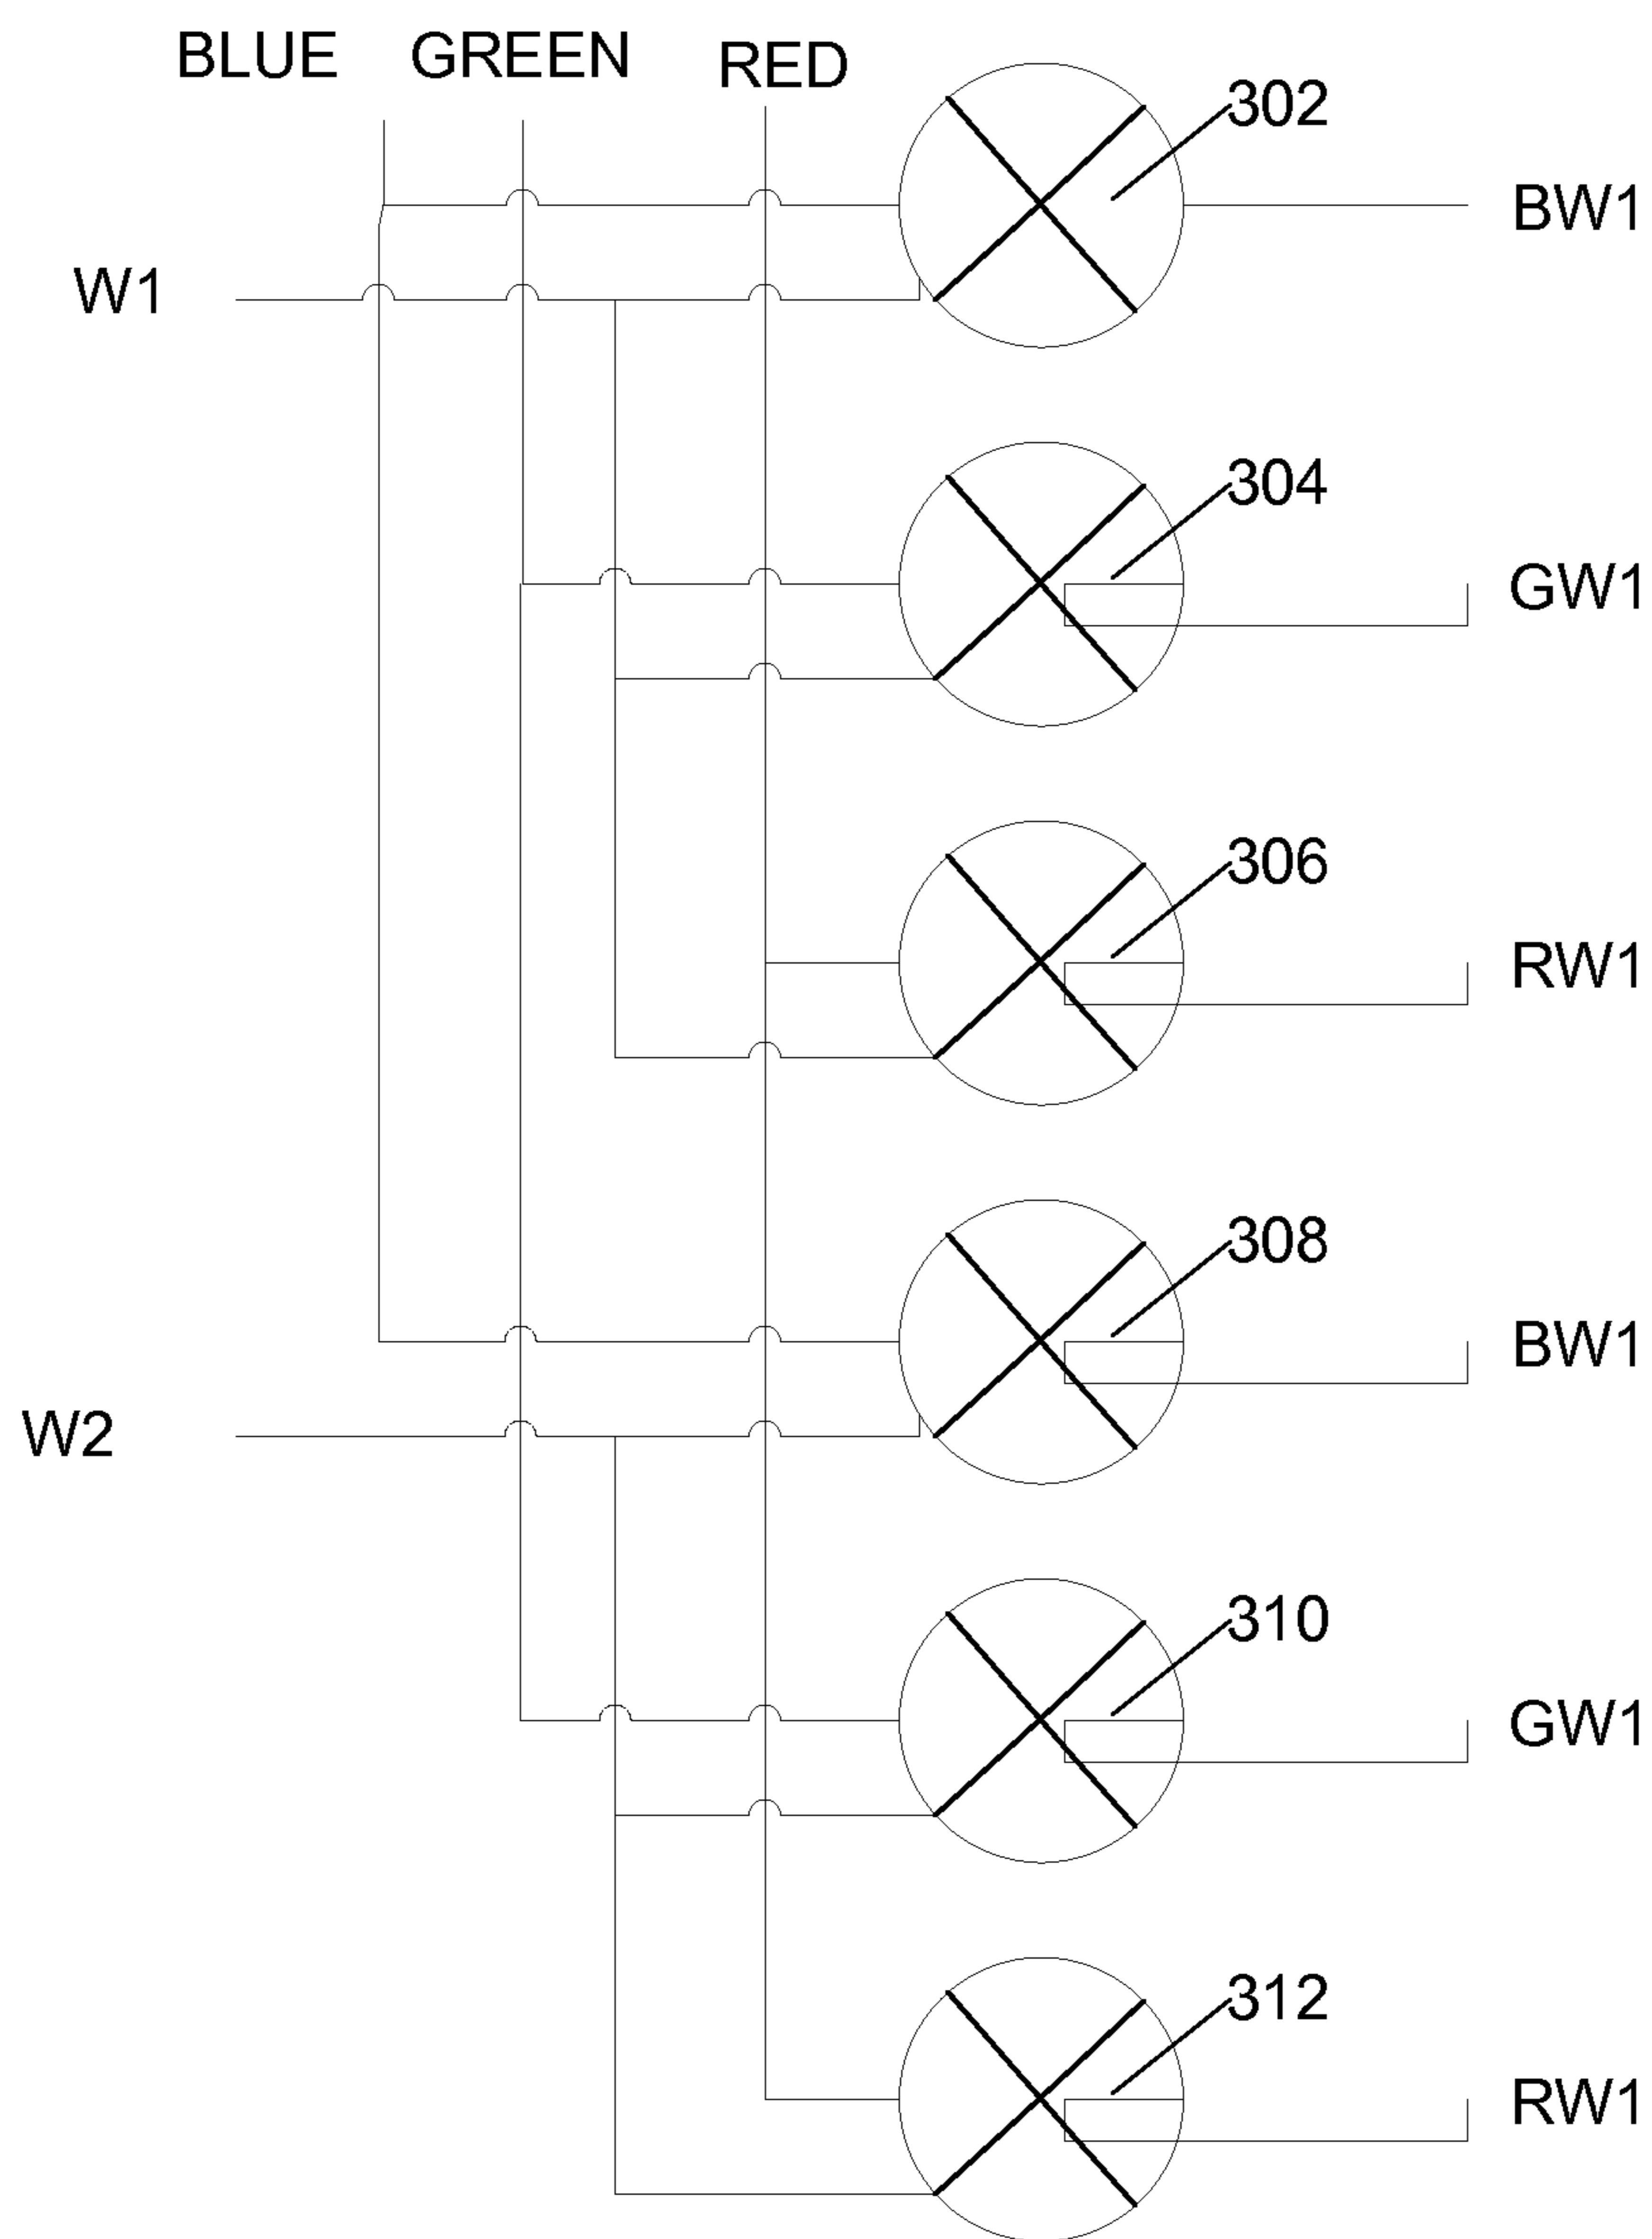 BLUE GREEN RED
302
BW1
W1
304
GW1
306
RW1
308
BW1
W2
310
GW1
312
RW1